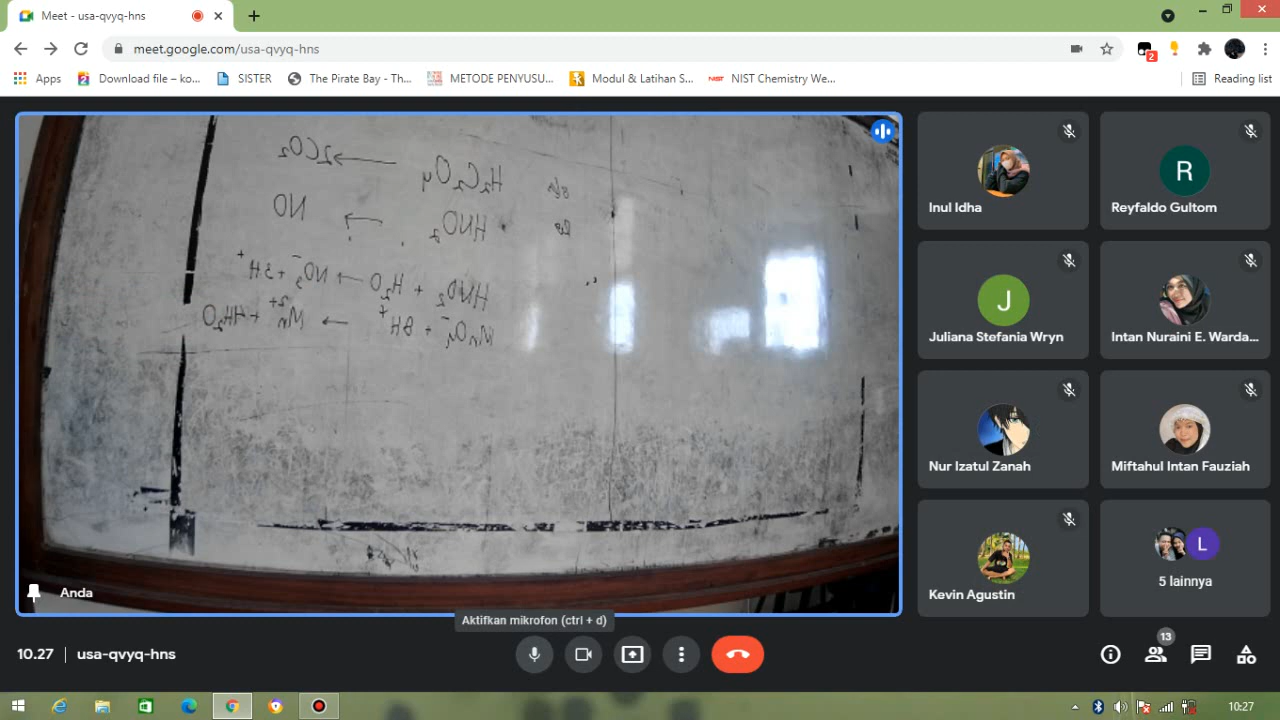 Meet - usa-qvyq-hns
meet.google.com/usa-qvyq-hns
2
Apps
Download file – ko...
SISTER
The Pirate Bay - Th...
METODE PENYUSU...
Modul & Latihan S...
NIST
NIST Chemistry We...
Reading list
H₂C₂O₄ → 2CO₂
HNO₂ → NO
?
HNO₂ + H₂O → NO₃⁻ + 3H⁺
MnO₄⁻ + 8H⁺ → Mn²⁺ + 4H₂O
Anda
Inul Idha
R
Reyfaldo Gultom
J
Juliana Stefania Wryn
Intan Nuraini E. Warda...
Nur Izatul Zanah
Miftahul Intan Fauziah
Kevin Agustin
L
5 lainnya
Aktifkan mikrofon (ctrl + d)
10.27
usa-qvyq-hns
13
10:27